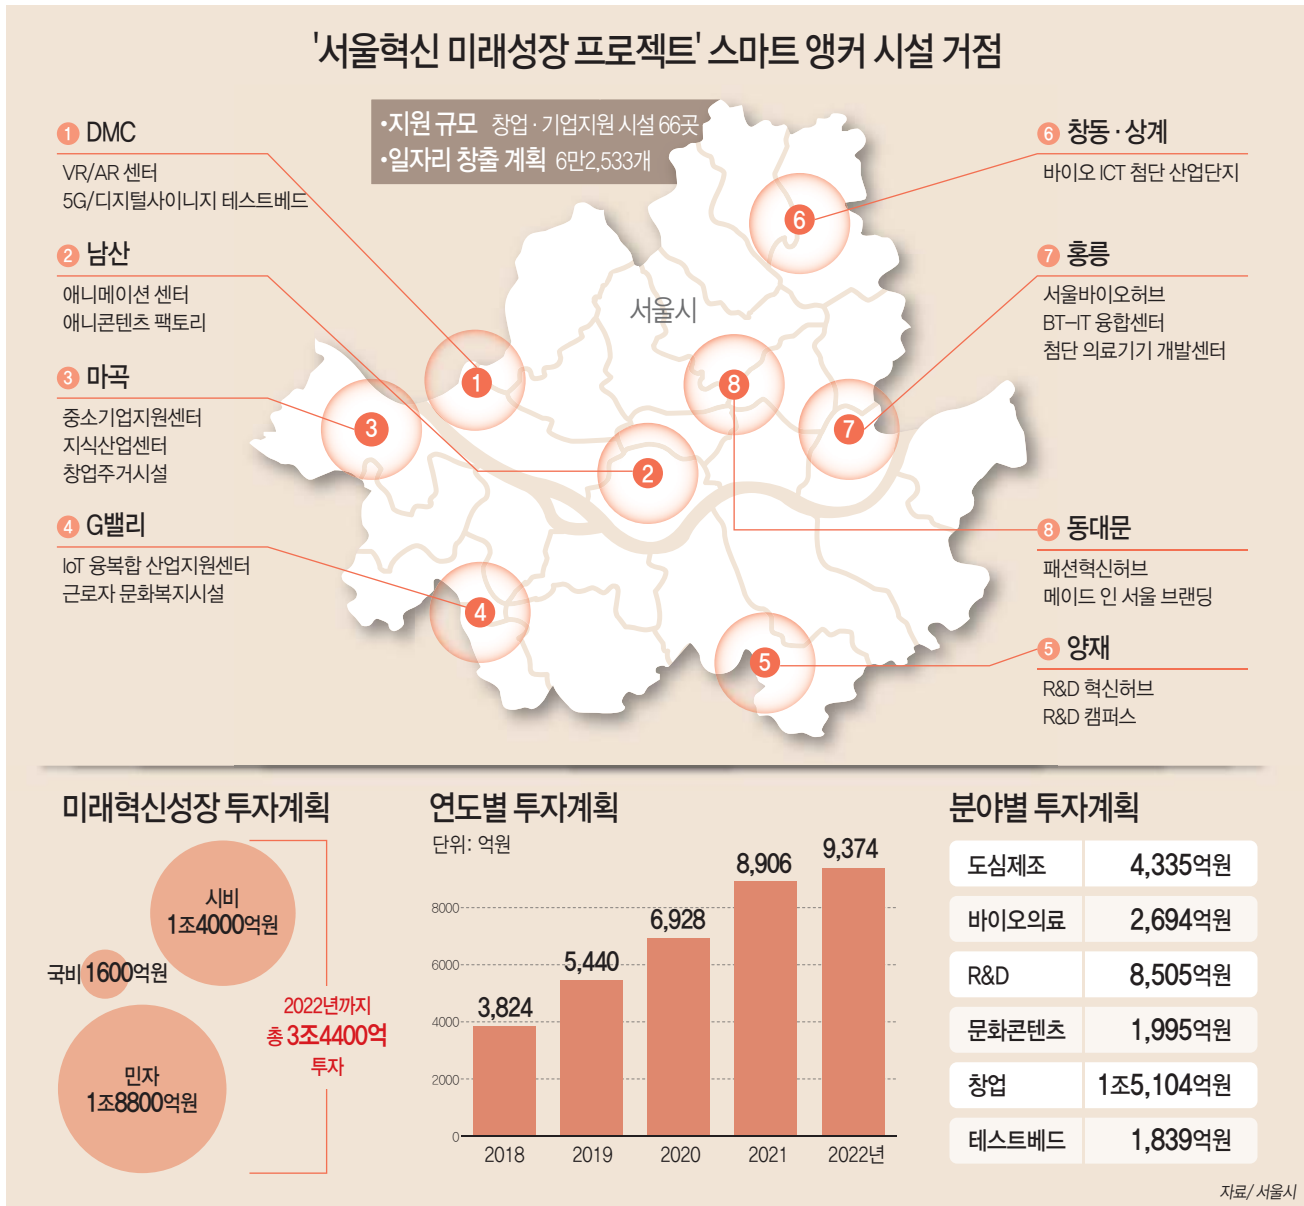 '서울혁신 미래성장 프로젝트' 스마트 앵커 시설 거점
•지원 규모 창업·기업지원 시설 66곳
•일자리 창출 계획 6만2,533개
1 DMC
VR/AR 센터
5G/디지털사이니지 테스트베드
2 남산
애니메이션 센터
애니콘텐츠 팩토리
3 마곡
중소기업지원센터
지식산업센터
창업주거시설
4 G밸리
IoT 융복합 산업지원센터
근로자 문화복지시설
서울시
1
2
3
4
5
6
7
8
6 창동·상계
바이오 ICT 첨단 산업단지
7 홍릉
서울바이오허브
BT-IT 융합센터
첨단 의료기기 개발센터
8 동대문
패션혁신허브
메이드 인 서울 브랜딩
5 양재
R&D 혁신허브
R&D 캠퍼스
미래혁신성장 투자계획
시비
1조4000억원
국비 1600억원
민자
1조8800억원
2022년까지
총 3조4400억
투자
연도별 투자계획
단위: 억원
8000
6000
4000
2000
0
3,824
5,440
6,928
8,906
9,374
2018 2019 2020 2021 2022년
분야별 투자계획
도심제조 4,335억원
바이오의료 2,694억원
R&D 8,505억원
문화콘텐츠 1,995억원
창업 1조5,104억원
테스트베드 1,839억원
자료/서울시